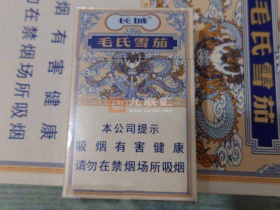 长城
毛氏雪茄
本公司提示
吸烟有害健康
请勿在禁烟场所吸烟
有害健康
禁烟场所吸烟
毛氏雪茄